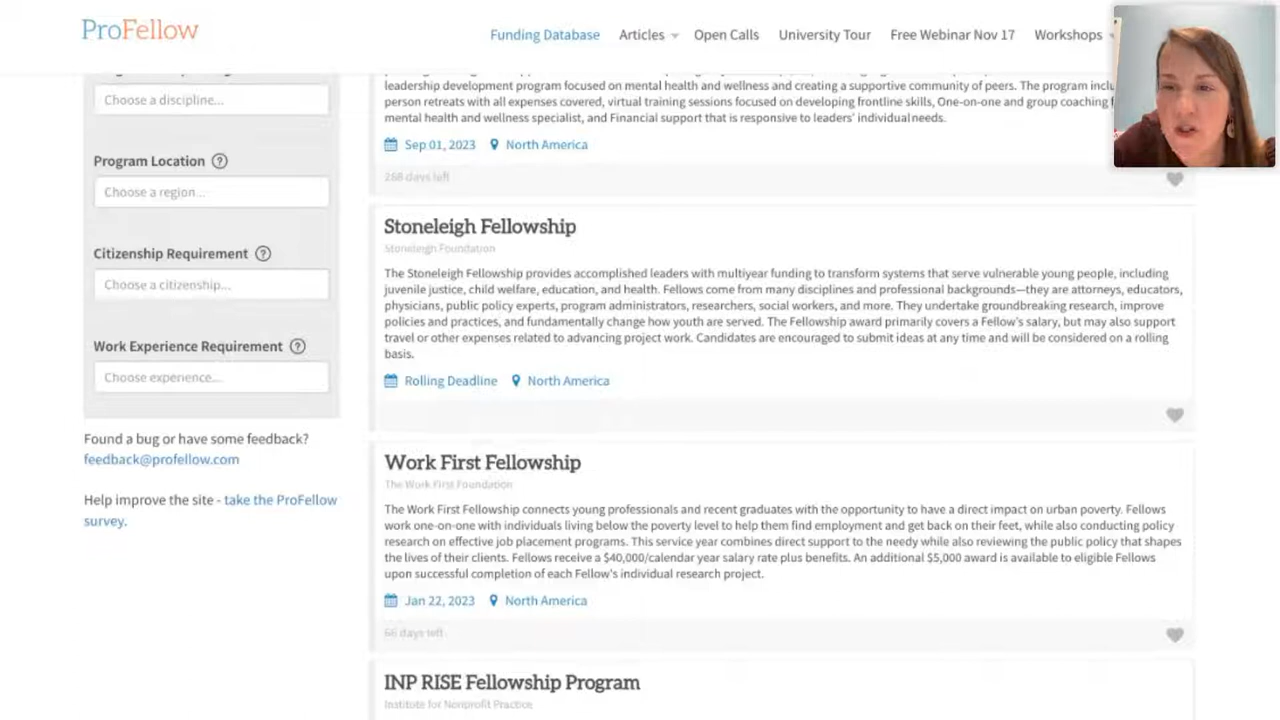 ProFellow
Funding Database Articles Open Calls University Tour Free Webinar Nov 17 Workshops
Choose a discipline...
Program Location ?
Choose a region...
Citizenship Requirement ?
Choose a citizenship...
Work Experience Requirement ?
Choose experience...
Found a bug or have some feedback?
feedback@profellow.com
Help improve the site - take the ProFellow
survey.
leadership development program focused on mental health and wellness and creating a supportive community of peers. The program
person retreats with all expenses covered, virtual training sessions focused on developing frontline skills, One-on-one and group coaching
mental health and wellness specialist, and Financial support that is responsive to leaders' individual needs.
Sep 01, 2023 North America
288 days left
Stoneleigh Fellowship
Stoneleigh Foundation
The Stoneleigh Fellowship provides accomplished leaders with multiyear funding to transform systems that serve vulnerable young people, including
juvenile justice, child welfare, education, and health. Fellows come from many disciplines and professional backgrounds—they are attorneys, educators,
physicians, public policy experts, program administrators, researchers, social workers, and more. They undertake groundbreaking research, improve
policies and practices, and fundamentally change how youth are served. The Fellowship award primarily covers a Fellow's salary, but may also support
travel or other expenses related to advancing project work. Candidates are encouraged to submit ideas at any time and will be considered on a rolling
basis.
Rolling Deadline North America
Work First Fellowship
The Work First Foundation
The Work First Fellowship connects young professionals and recent graduates with the opportunity to have a direct impact on urban poverty. Fellows
work one-on-one with individuals living below the poverty level to help them find employment and get back on their feet, while also conducting policy
research on effective job placement programs. This service year combines direct support to the needy while also reviewing the public policy that shapes
the lives of their clients. Fellows receive a $40,000/calendar year salary rate plus benefits. An additional $5,000 award is available to eligible Fellows
upon successful completion of each Fellow's individual research project.
Jan 22, 2023 North America
66 days left
INP RISE Fellowship Program
Institute for Nonprofit Practice